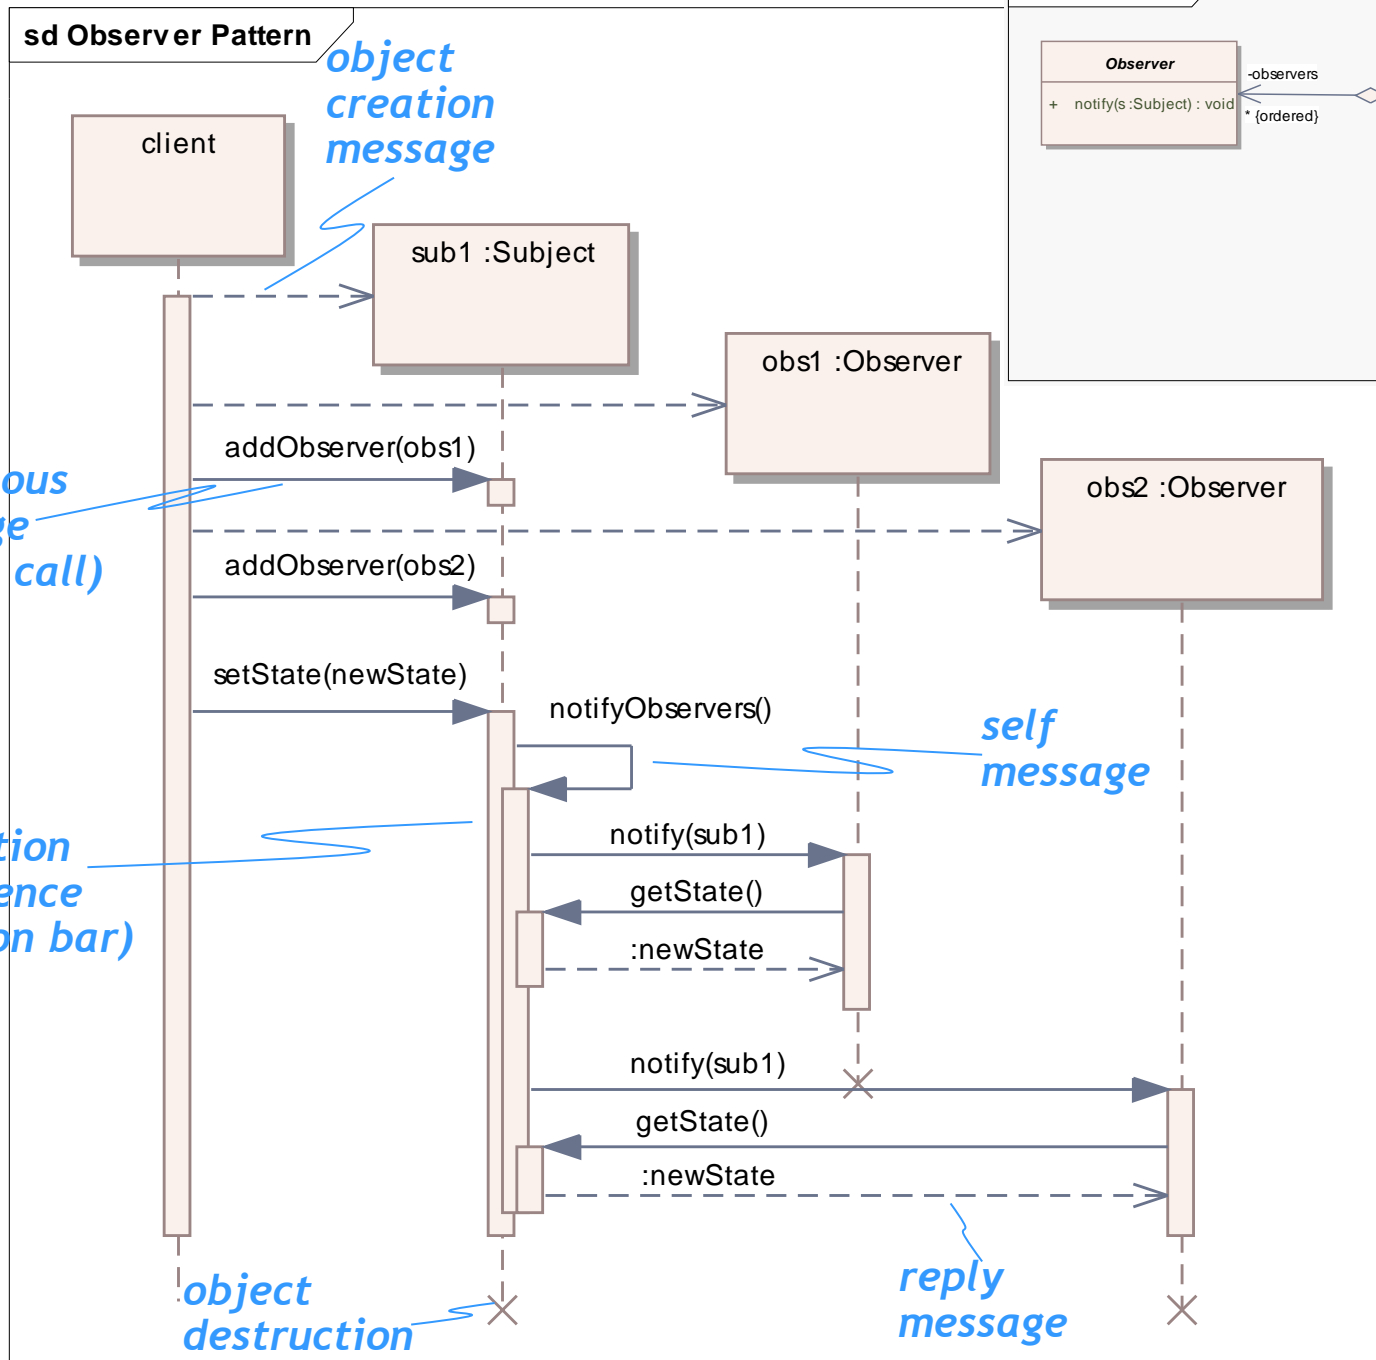 sd Observer Pattern
object
creation
message
client
sub1 :Subject
obs1 :Observer
obs2 :Observer
Observer
+ notify(s :Subject) : void
-observers
* {ordered}
addObserver(obs1)
ous
ge
call)
addObserver(obs2)
setState(newState)
notifyObservers()
self
message
tion
ence
on bar)
notify(sub1)
getState()
:newState
notify(sub1)
getState()
:newState
object
destruction
reply
message